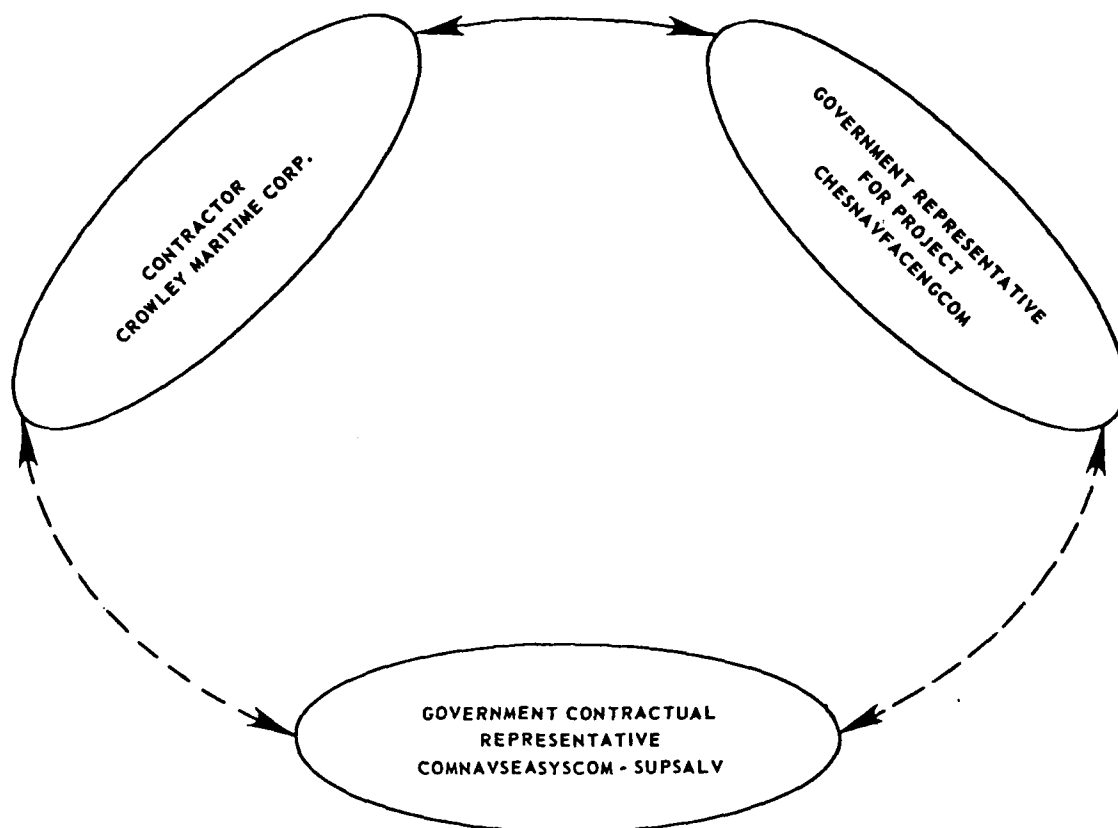 CONTRACTOR
CROWLEY MARITIME CORP.
GOVERNMENT REPRESENTATIVE
FOR PROJECT
CHESNAVFACENGCOM
GOVERNMENT CONTRACTUAL
REPRESENTATIVE
COMNAVSEASYSCOM - SUPSALV